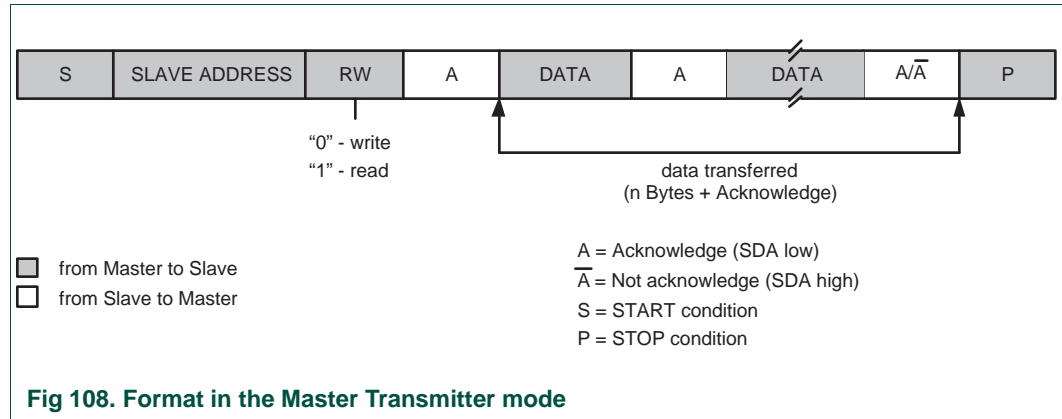 S SLAVE ADDRESS RW A DATA A DATA A/A̅ P
“0” - write
“1” - read
data transferred
(n Bytes + Acknowledge)
from Master to Slave
from Slave to Master
A = Acknowledge (SDA low)
A̅ = Not acknowledge (SDA high)
S = START condition
P = STOP condition
Fig 108. Format in the Master Transmitter mode